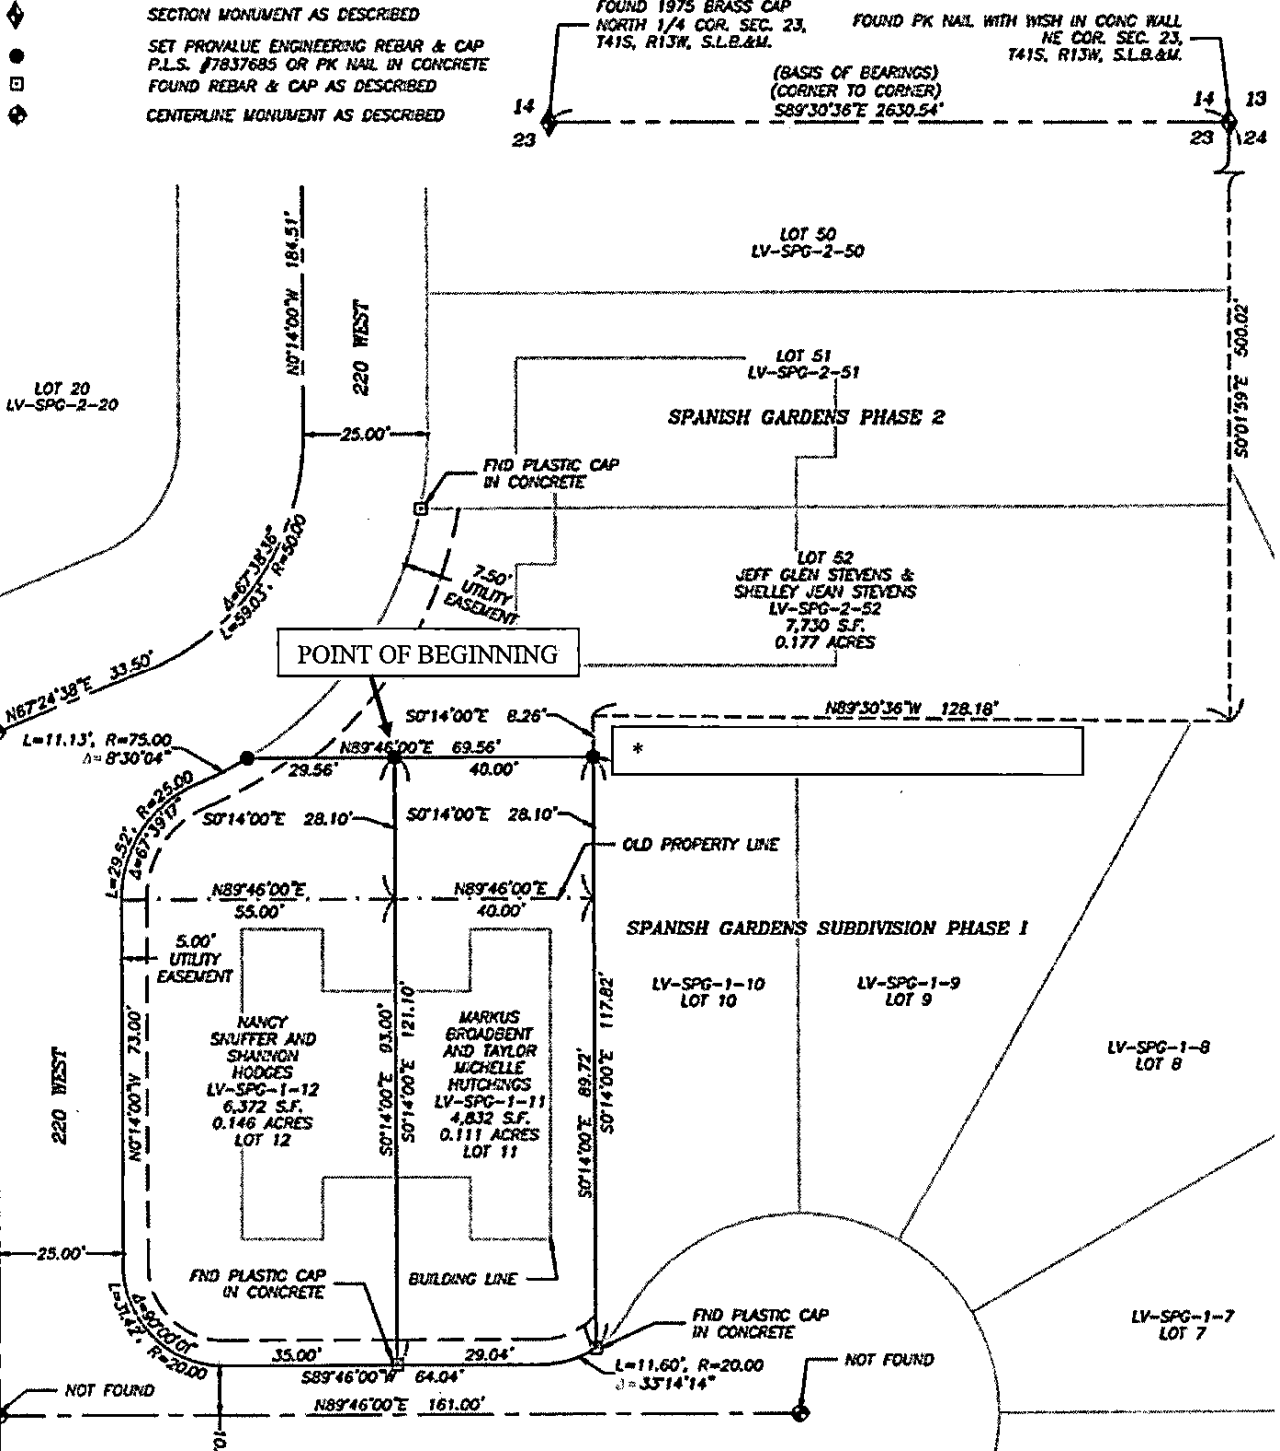 SECTION MONUMENT AS DESCRIBED
SET PROVALUE ENGINEERING REBAR & CAP
P.L.S. #7837685 OR PK NAIL IN CONCRETE
FOUND REBAR & CAP AS DESCRIBED
CENTERLINE MONUMENT AS DESCRIBED
FOUND 1975 BRASS CAP
NORTH 1/4 COR. SEC. 23,
T41S, R13W, S.L.B.&M.
FOUND PK NAIL WITH WSH IN CONC WALL
NE COR. SEC. 23,
T41S, R13W, S.L.B.&M.
(BASIS OF BEARINGS)
(CORNER TO CORNER)
S89°30'36"E 2630.54'
14
23
14
13
23
24
LOT 50
LV-SPG-2-50
N0°14'00"W 184.51'
220 WEST
S0°01'59"E 500.02'
LOT 51
LV-SPG-2-51
LOT 20
LV-SPG-2-20
SPANISH GARDENS PHASE 2
25.00'
FND PLASTIC CAP
IN CONCRETE
Δ=67°38'36"
L=59.03', R=50.00
7.50'
UTILITY
EASEMENT
LOT 52
JEFF GLEN STEVENS &
SHELLEY JEAN STEVENS
LV-SPG-2-52
7,730 S.F.
0.177 ACRES
POINT OF BEGINNING
N67°24'38"E 33.50'
S0°14'00"E 8.26'
N89°30'36"W 128.18'
L=11.13', R=75.00
Δ=8°30'04"
N89°46'00"E 69.56'
29.56'
40.00'
*
L=29.52', R=25.00
Δ=67°39'17"
S0°14'00"E 28.10'
S0°14'00"E 28.10'
OLD PROPERTY LINE
N89°46'00"E
55.00'
N89°46'00"E
40.00'
SPANISH GARDENS SUBDIVISION PHASE 1
5.00'
UTILITY
EASEMENT
LV-SPG-1-10
LOT 10
LV-SPG-1-9
LOT 9
220 WEST
N0°14'00"W 73.00'
NANCY
SNUFFER AND
SHANNON
HODGES
LV-SPG-1-12
6,372 S.F.
0.146 ACRES
LOT 12
S0°14'00"E 93.00'
S0°14'00"E 121.10'
MARKUS
BROADBENT
AND TAYLOR
MICHELLE
HUTCHINGS
LV-SPG-1-11
4,832 S.F.
0.111 ACRES
LOT 11
S0°14'00"E 89.72'
S0°14'00"E 117.82'
LV-SPG-1-8
LOT 8
25.00'
FND PLASTIC CAP
IN CONCRETE
BUILDING LINE
Δ=90°00'01"
L=31.42', R=20.00
FND PLASTIC CAP
IN CONCRETE
LV-SPG-1-7
LOT 7
35.00'
29.04'
S89°46'00"W 64.04'
L=11.60', R=20.00
Δ=33°14'14"
NOT FOUND
NOT FOUND
N89°46'00"E 161.00'